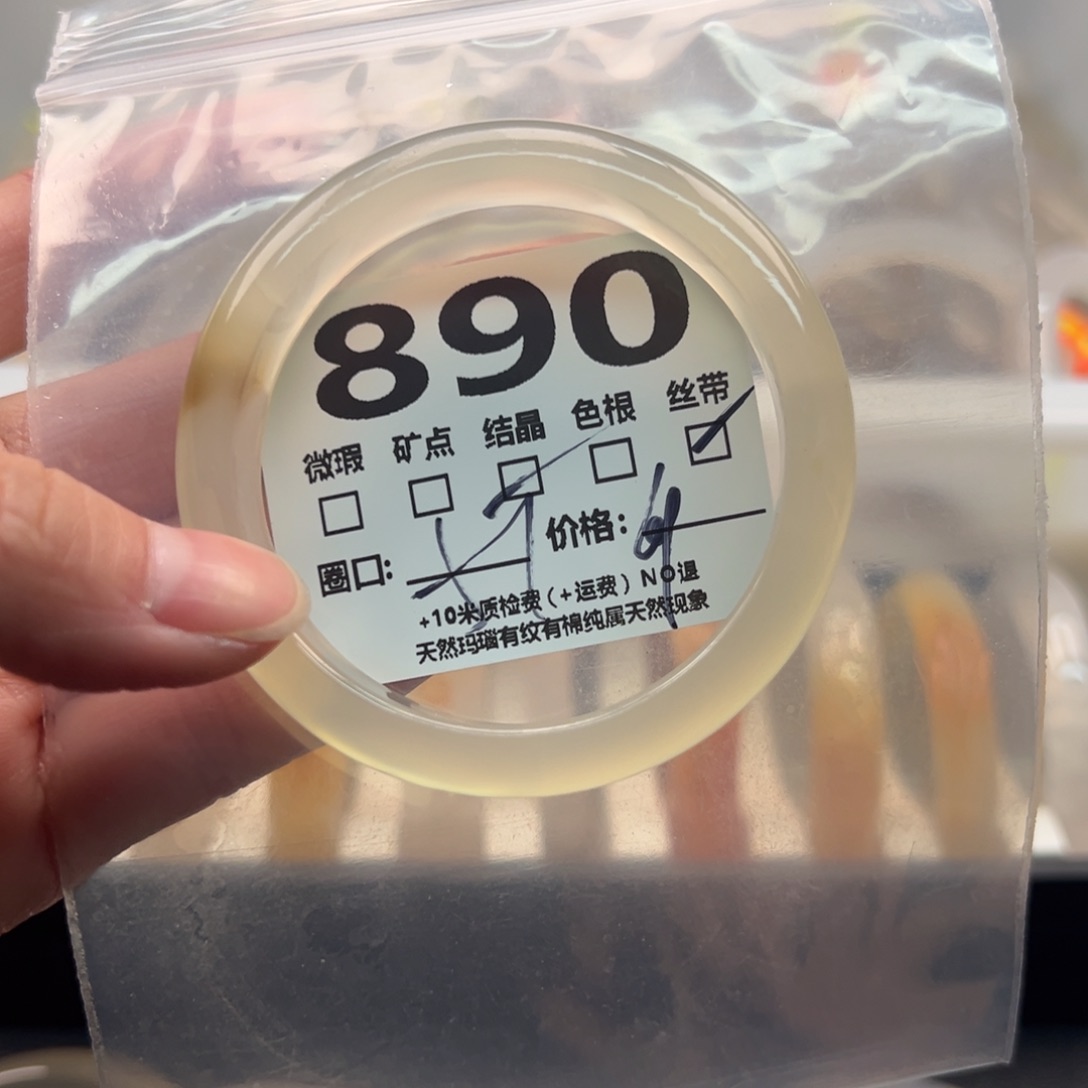 890
微瑕 矿点 结晶 色根 丝带
圈口: 价格:
+10米质检费(+运费) NO退
天然玛瑙有纹有棉纯属天然现象